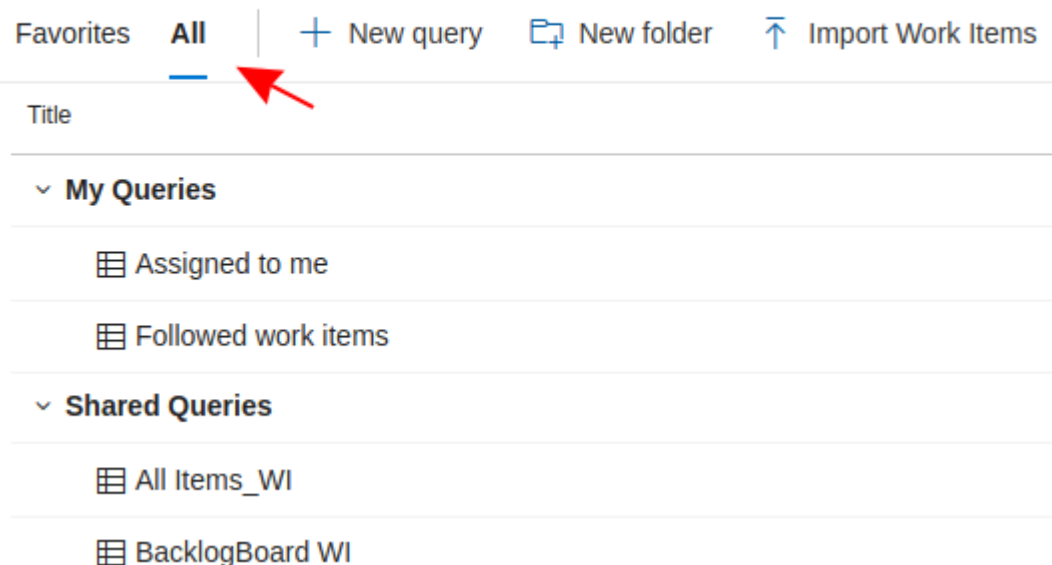 Favorites All New query New folder Import Work Items
Title
My Queries
Assigned to me
Followed work items
Shared Queries
All Items_WI
BacklogBoard WI